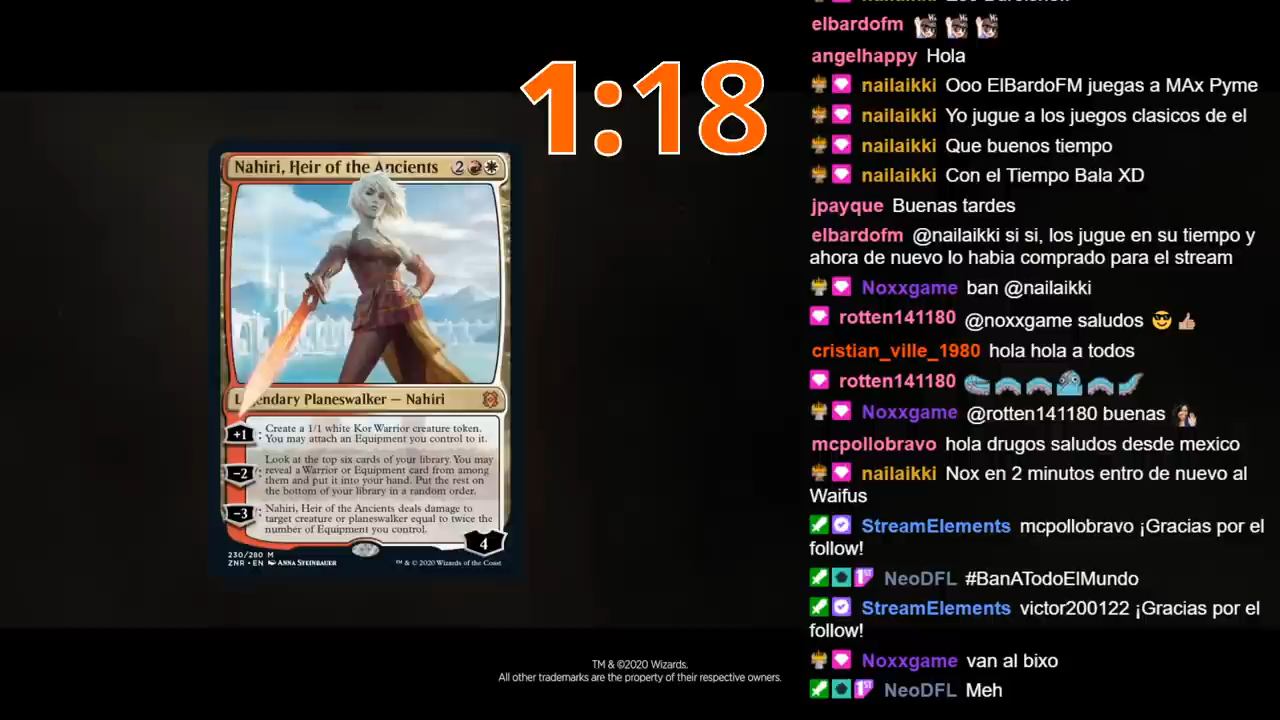 1:18
Nahiri, Heir of the Ancients 2
Legendary Planeswalker — Nahiri
+1: Create a 1/1 white Kor Warrior creature token.
You may attach an Equipment you control to it.
Look at the top six cards of your library. You may
-2: reveal a Warrior or Equipment card from among
them and put it into your hand. Put the rest on
the bottom of your library in a random order.
-3: Nahiri, Heir of the Ancients deals damage to
target creature or planeswalker equal to twice the
number of Equipment you control.
4
230/280 M
ZNR • EN Anna Steinbauer
™ & © 2020 Wizards of the Coast
TM & ©2020 Wizards.
All other trademarks are the property of their respective owners.
elbardofm
angelhappy Hola
nailaikki Ooo ElBardoFM juegas a MAx Pyme
nailaikki Yo jugue a los juegos clasicos de el
nailaikki Que buenos tiempo
nailaikki Con el Tiempo Bala XD
jpayque Buenas tardes
elbardofm @nailaikki si si, los jugue en su tiempo y
ahora de nuevo lo habia comprado para el stream
Noxxgame ban @nailaikki
rotten141180 @noxxgame saludos 😎 👍🏼
cristian_ville_1980 hola hola a todos
rotten141180
Noxxgame @rotten141180 buenas
mcpollobravo hola drugos saludos desde mexico
nailaikki Nox en 2 minutos entro de nuevo al
Waifus
StreamElements mcpollobravo ¡Gracias por el
follow!
NeoDFL #BanATodoElMundo
StreamElements victor200122 ¡Gracias por el
follow!
Noxxgame van al bixo
NeoDFL Meh